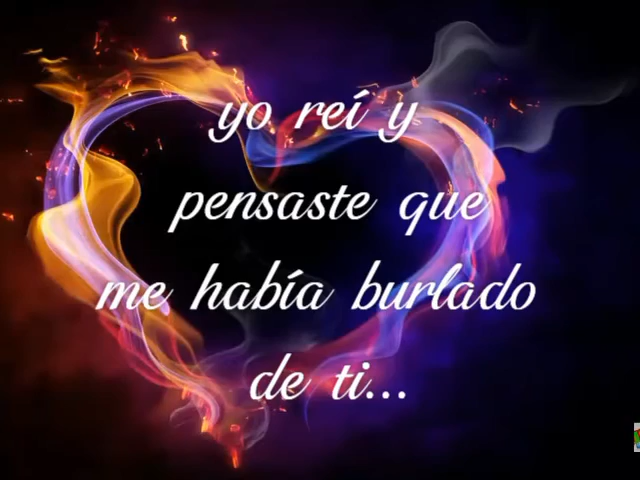 yo reí y
pensaste que
me había burlado
de ti...